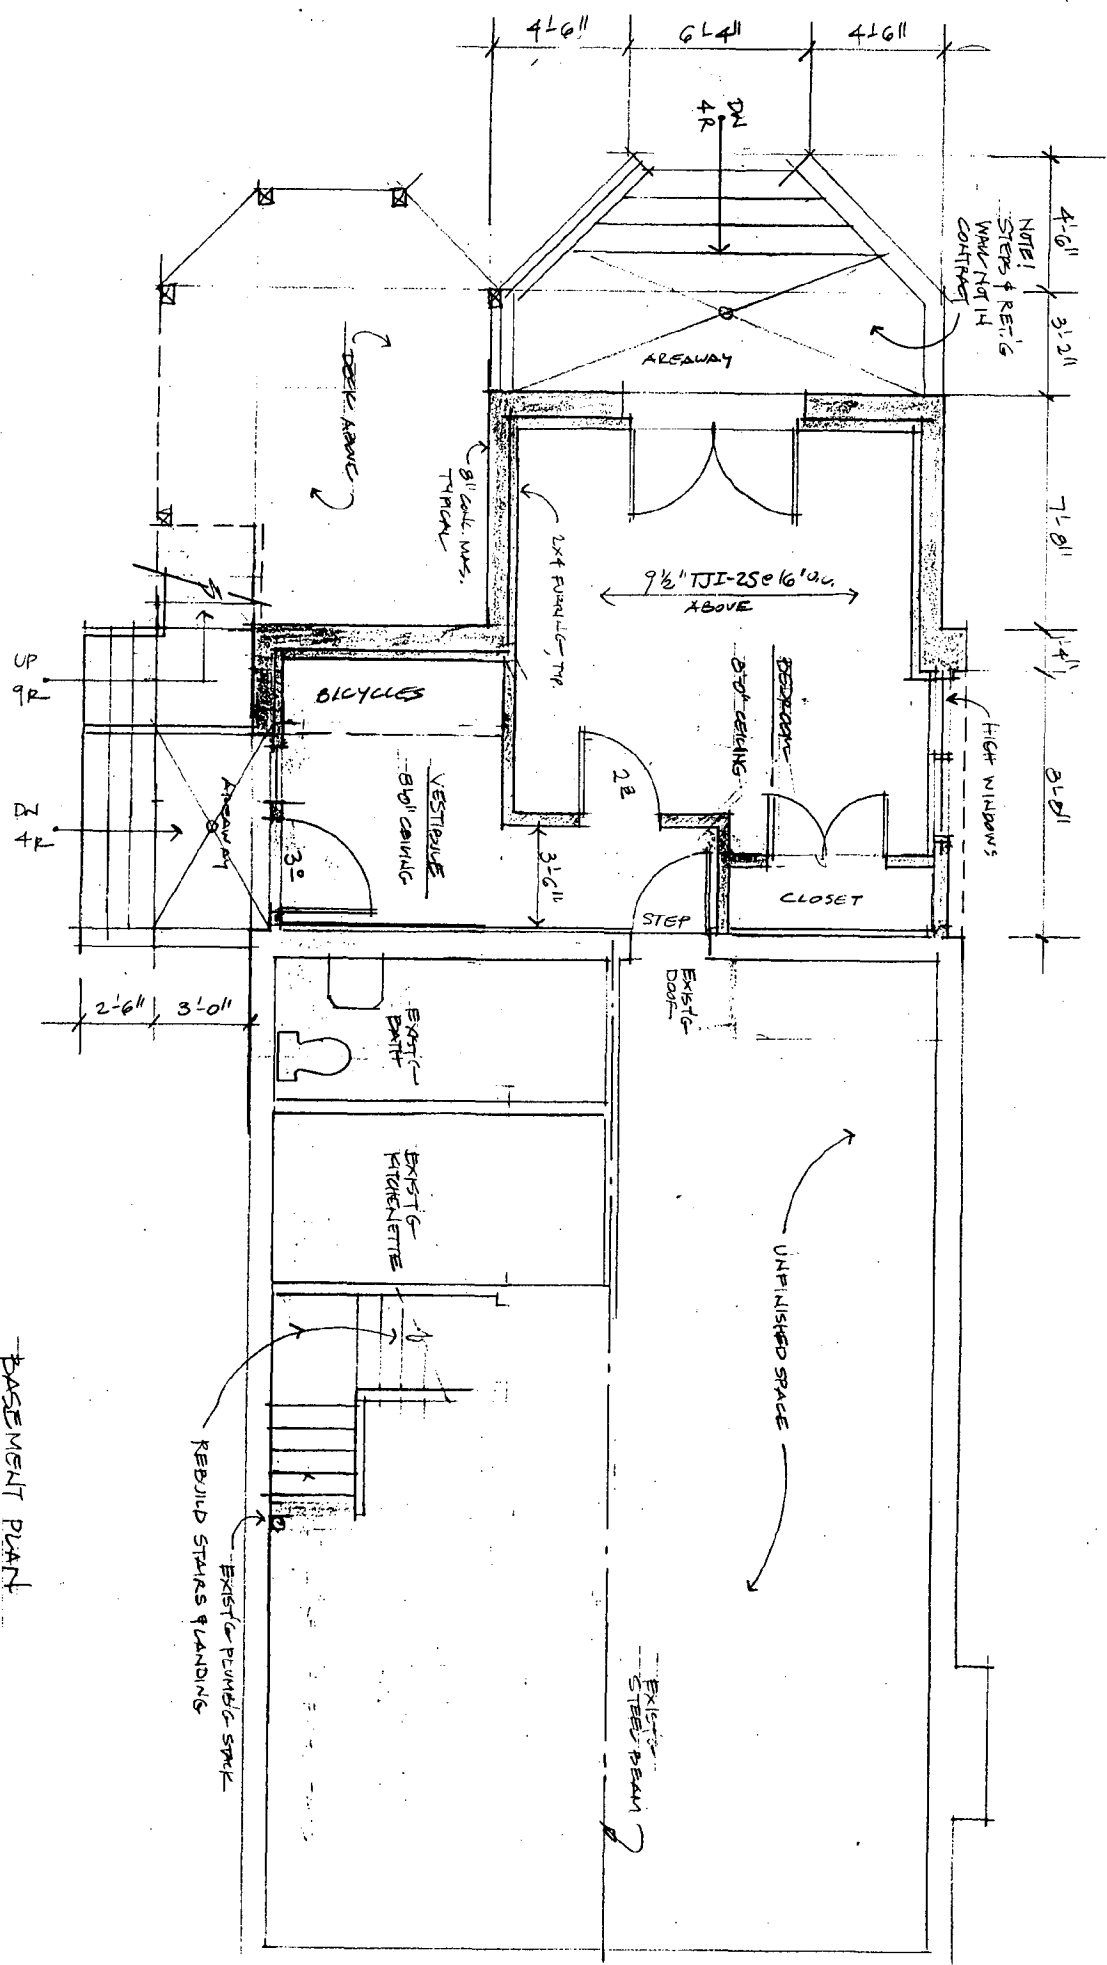 4'-6"
6'-4"
4'-6"
DN
4R
NOTE!
STEPS & RET.'G
WALL NOT IN
CONTRACT
4'-6"
3'-2"
7'-8"
1'-4"
8'-8"
AREAWAY
DECK ABOVE
8" CONC. MAS.
TYPICAL
2X4 FURRING, TYP.
9½" TJI-25@16"O.C.
ABOVE
BEDROOM
8'-0" CEILING
HIGH WINDOWS
UP
9R
BICYCLES
VESTIBULE
8'-0" CEILING
DN
4R
AREAWAY
3⁰
3'-6"
STEP
CLOSET
2'-6"
3'-0"
EXIST'G
BATH
EXIST'G
DOOR
EXIST'G
KITCHENETTE
UNFINISHED SPACE
REBUILD STAIRS & LANDING
EXIST'G PLUMB'G STACK
EXIST'G
STEEL BEAM
BASEMENT PLAN